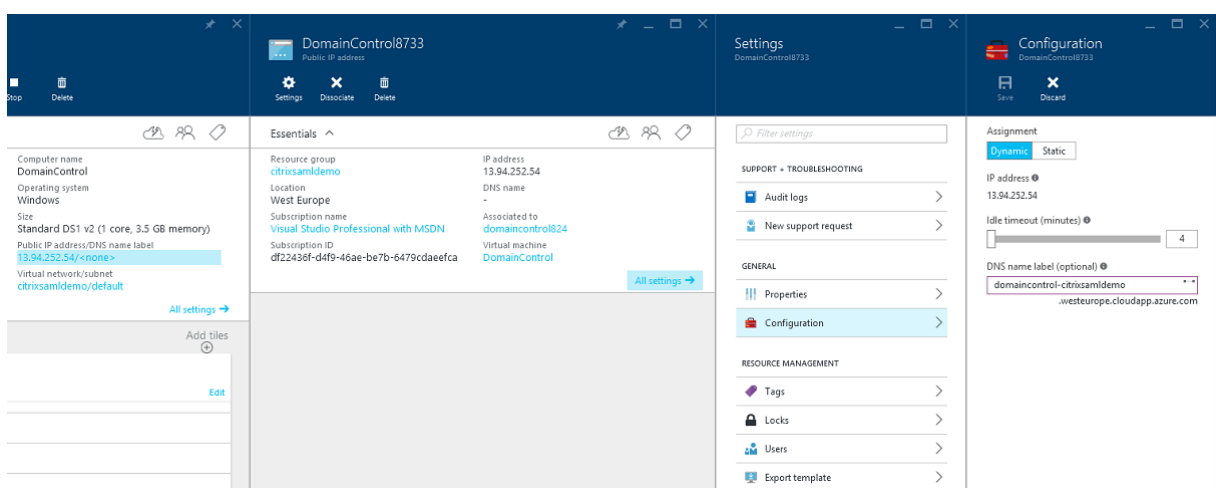 Stop
Delete
Computer name
DomainControl
Operating system
Windows
Size
Standard DS1 v2 (1 core, 3.5 GB memory)
Public IP address/DNS name label
13.94.252.54/<none>
Virtual network/subnet
citrixsamldemo/default
All settings →
Add tiles
Edit
DomainControl8733
Public IP address
Settings
Dissociate
Delete
Essentials
Resource group
citrixsamldemo
Location
West Europe
Subscription name
Visual Studio Professional with MSDN
Subscription ID
df22436f-d4f9-46ae-be7b-6479cdaeefca
IP address
13.94.252.54
DNS name
-
Associated to
domaincontrol824
Virtual machine
DomainControl
All settings →
Settings
DomainControl8733
Filter settings
SUPPORT + TROUBLESHOOTING
Audit logs
New support request
GENERAL
Properties
Configuration
RESOURCE MANAGEMENT
Tags
Locks
Users
Export template
Configuration
DomainControl8733
Save
Discard
Assignment
Dynamic Static
IP address
13.94.252.54
Idle timeout (minutes)
4
DNS name label (optional)
domaincontrol-citrixsamldemo
.westeurope.cloudapp.azure.com